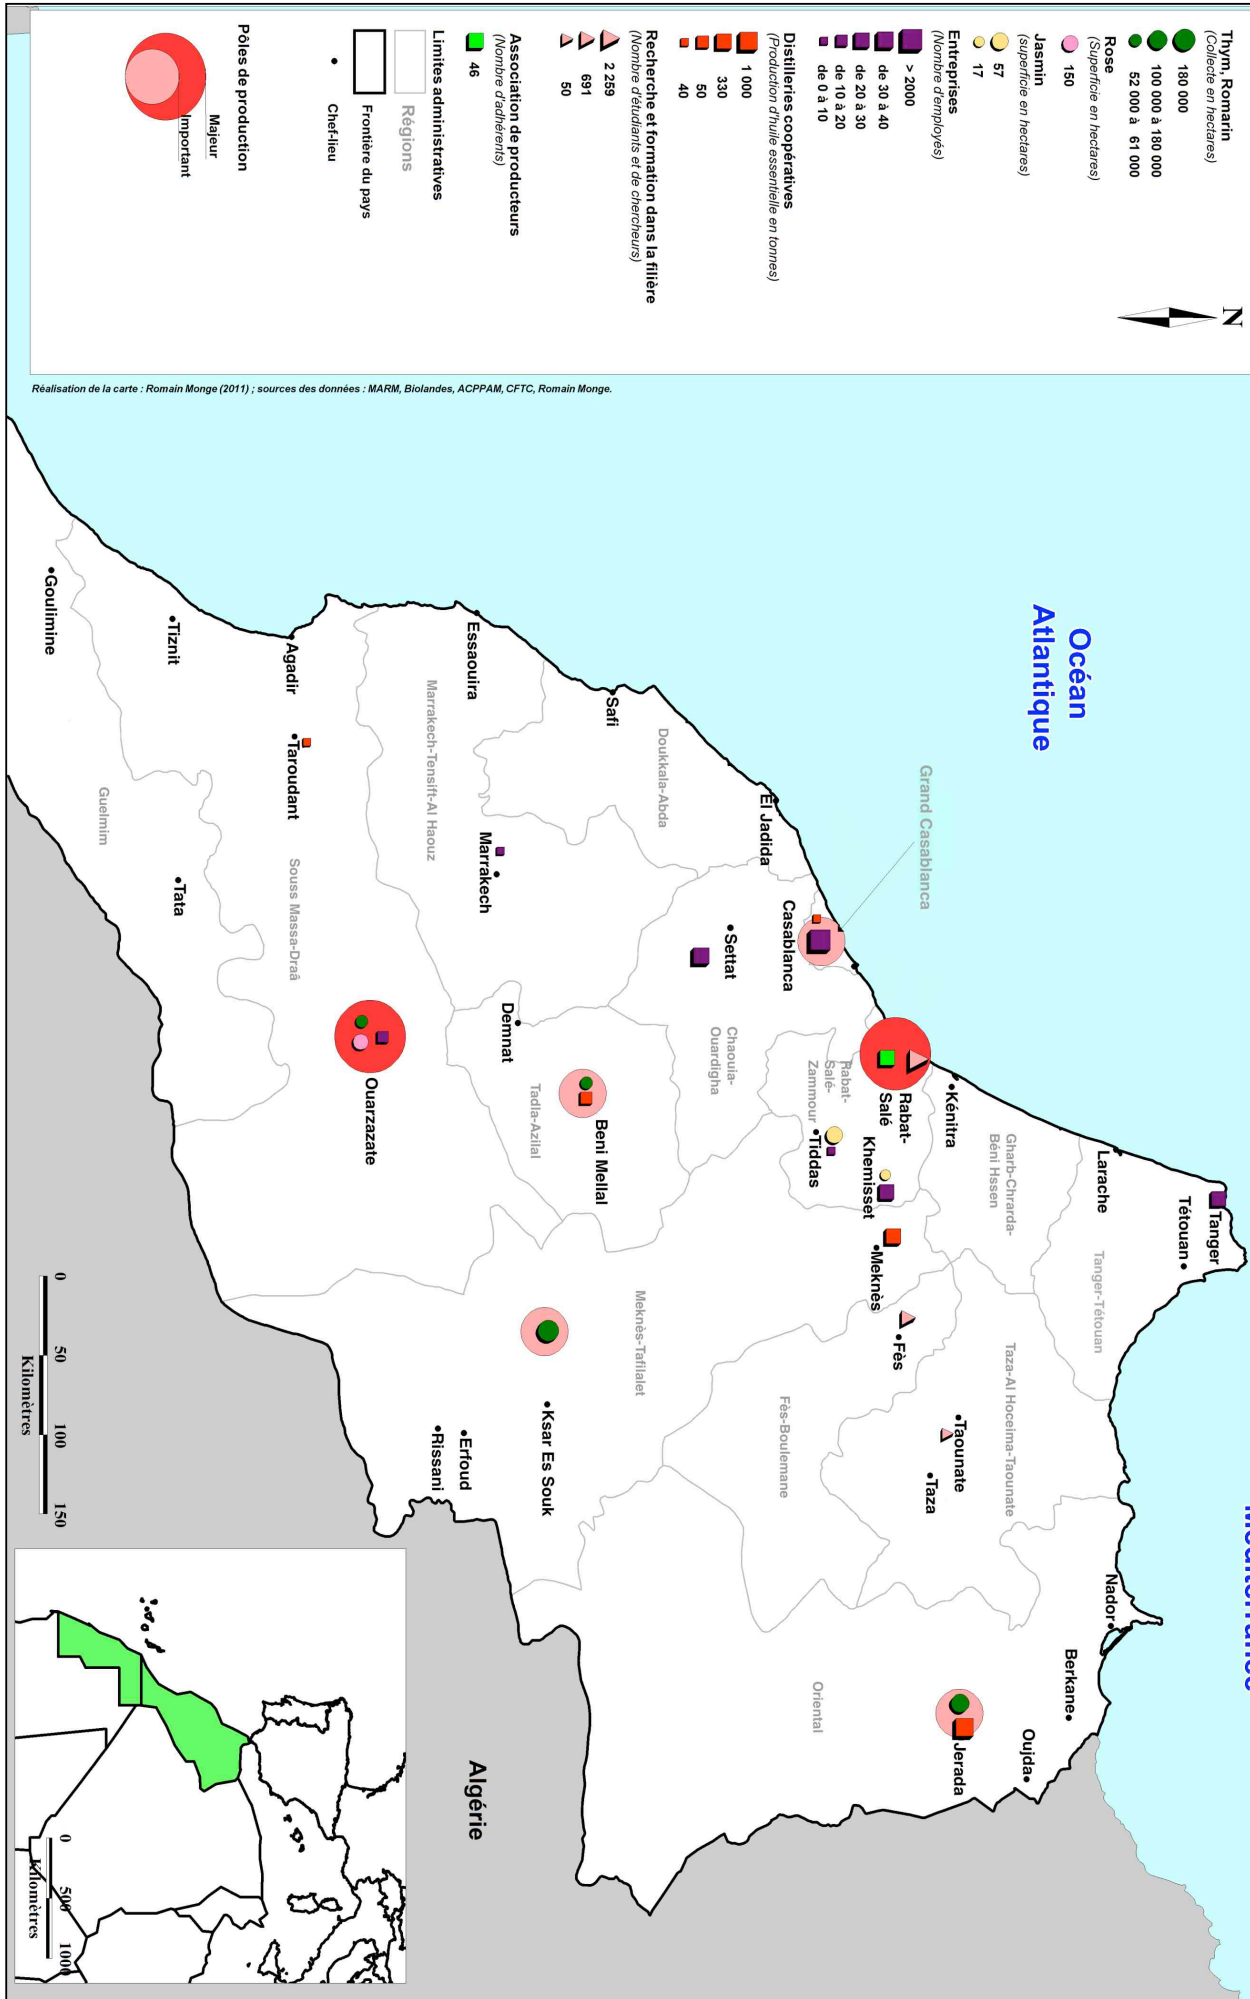 Thym, Romarin
(Collecte en hectares)
180 000
100 000 à 180 000
52 000 à 61 000
Rose
(Superficie en hectares)
150
Jasmin
(superficie en hectares)
57
17
Entreprises
(Nombre d'employés)
> 2000
de 30 à 40
de 20 à 30
de 10 à 20
de 0 à 10
Distilleries coopératives
(Production d'huile essentielle en tonnes)
1 000
330
50
40
Recherche et formation dans la filière
(Nombre d'étudiants et de chercheurs)
2 259
691
50
Association de producteurs
(Nombre d'adhérents)
46
Limites administratives
Régions
Frontière du pays
Chef-lieu
Pôles de production
Majeur
Important
N
Réalisation de la carte : Romain Monge (2011) ; sources des données : MARM, Biolandes, ACPPAM, CFTC, Romain Monge.
Océan
Atlantique
Grand Casablanca
Tanger
Tétouan
Larache
Tanger-Tétouan
Gharb-Chrarda-
Béni Hssen
Taza-Al Hoceima-Taounate
Nador
Berkane
Oujda
Jerada
Oriental
Kénitra
Rabat-
Salé
Khemisset
Tiddas
Rabat-
Salé-
Zammour
Meknès
Fès
Taounate
Taza
Fès-Boulemane
Casablanca
El Jadida
Settat
Chaouia-
Ouardigha
Doukkala-Abda
Safi
Essaouira
Marrakech
Marrakech-Tensift-Al Haouz
Demnat
Beni Mellal
Tadla-Azilal
Meknès-Tafilalet
Ksar Es Souk
Erfoud
Rissani
Ouarzazate
Agadir
Taroudant
Souss Massa-Draâ
Tiznit
Tata
Goulimine
Guelmim
Algérie
0 50 100 150
Kilomètres
0 500 1000
Kilomètres